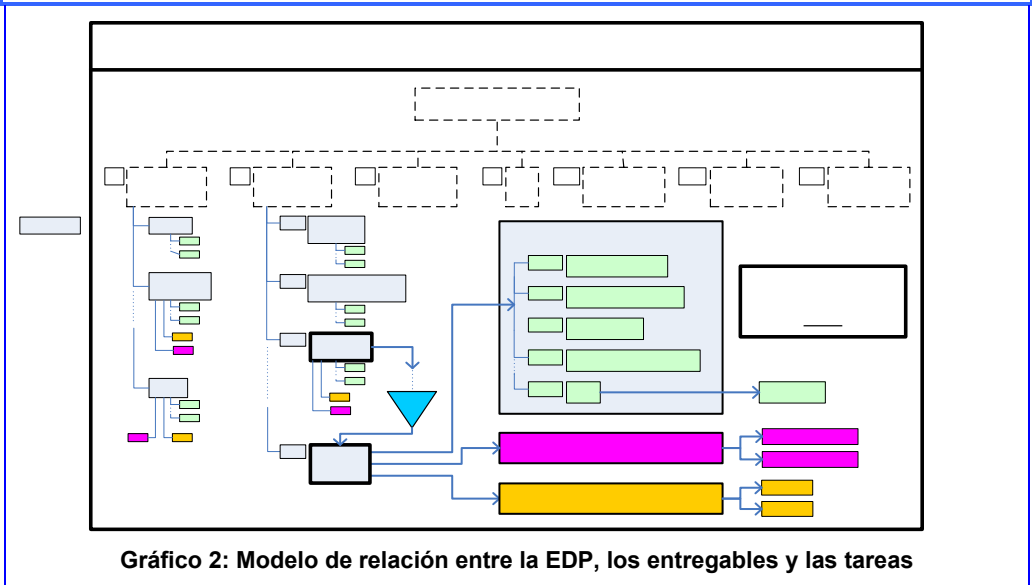 Gráfico 2: Modelo de relación entre la EDP, los entregables y las tareas